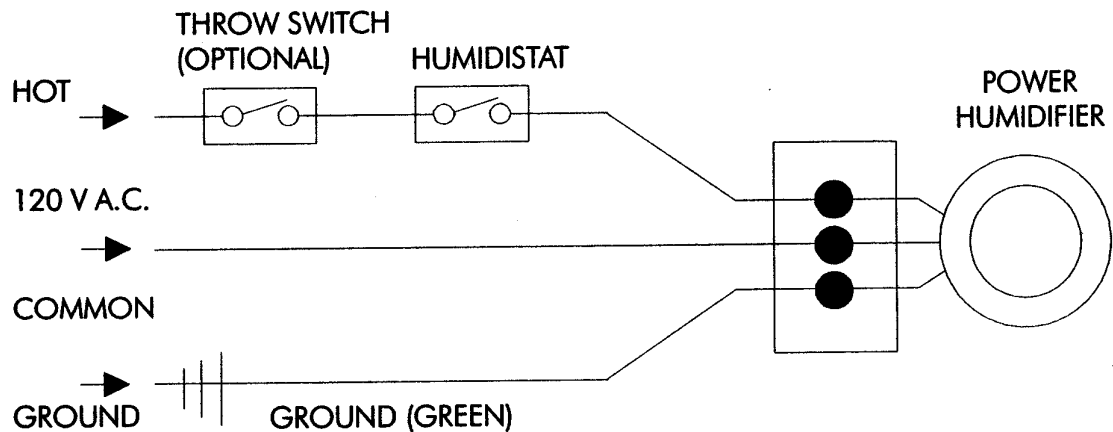 THROW SWITCH
(OPTIONAL)
HUMIDISTAT
HOT
POWER
HUMIDIFIER
120 V A.C.
COMMON
GROUND
GROUND (GREEN)